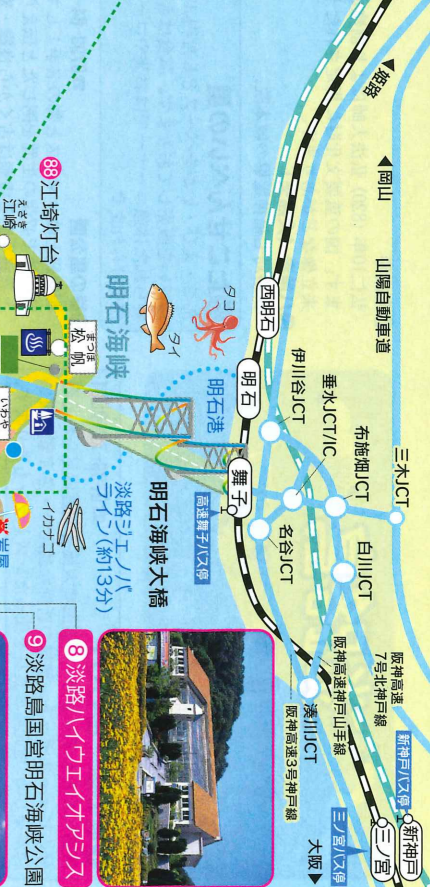 姫路
岡山
山陽自動車道
三木JCT
布施畑JCT
垂水JCT/IC
伊川谷JCT
白川JCT
名谷JCT
湊川JCT
阪神高速
7号北神戸線
阪神高速神戸山手線
阪神高速3号神戸線
新神戸バス停
新神戸
三ノ宮
三ノ宮バス停
大阪
西明石
明石
舞子
高速舞子バス停
タコ
タイ
明石港
明石海峡
明石海峡大橋
淡路ジェノバ
ライン(約13分)
イカナゴ
88 江埼灯台
えざき
江崎
まつほ
松帆
いわや
岩屋
8 淡路ハイウェイオアシス
9 淡路島国営明石海峡公園